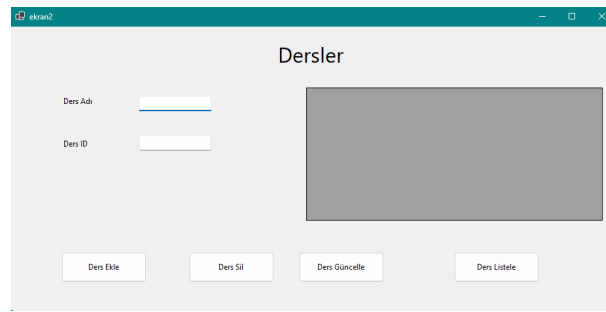 ekran2
Dersler
Ders Adı
Ders ID
Ders Ekle
Ders Sil
Ders Güncelle
Ders Listele